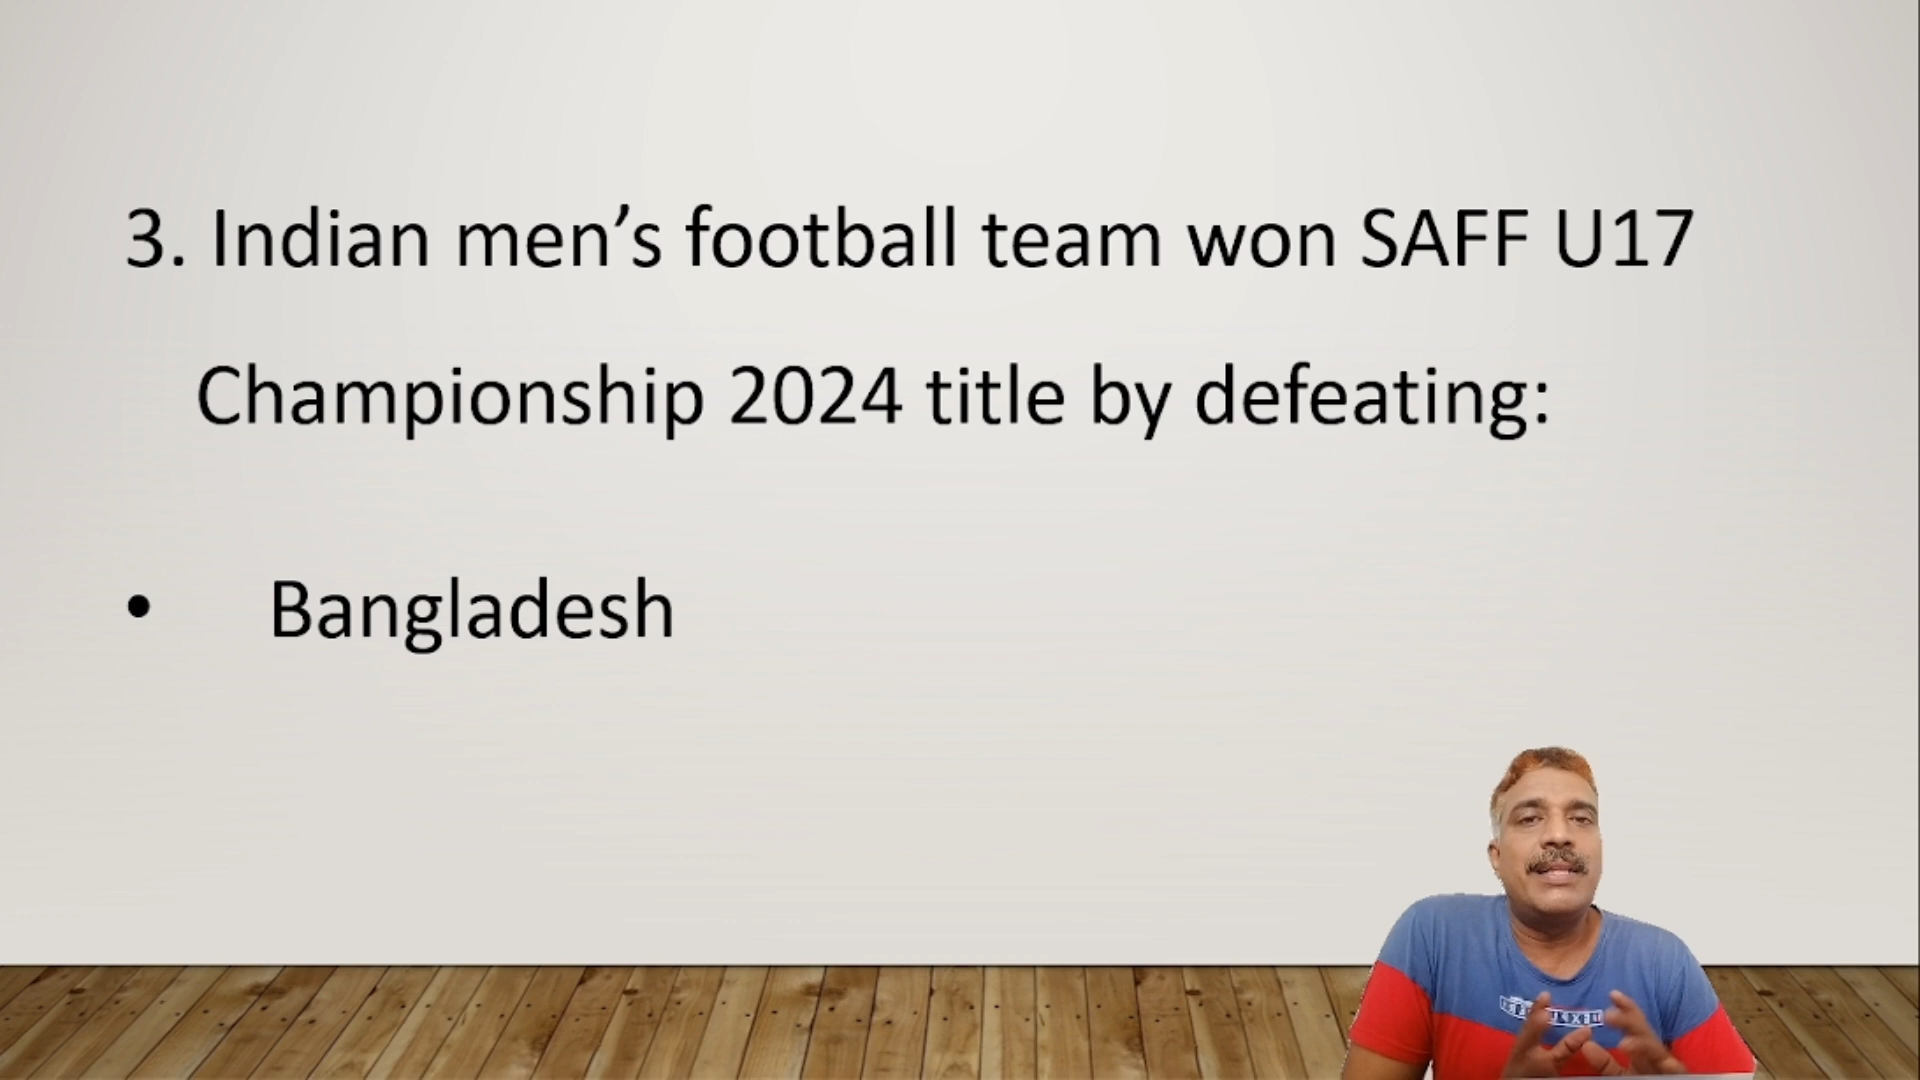 3. Indian men’s football team won SAFF U17
Championship 2024 title by defeating:
• Bangladesh